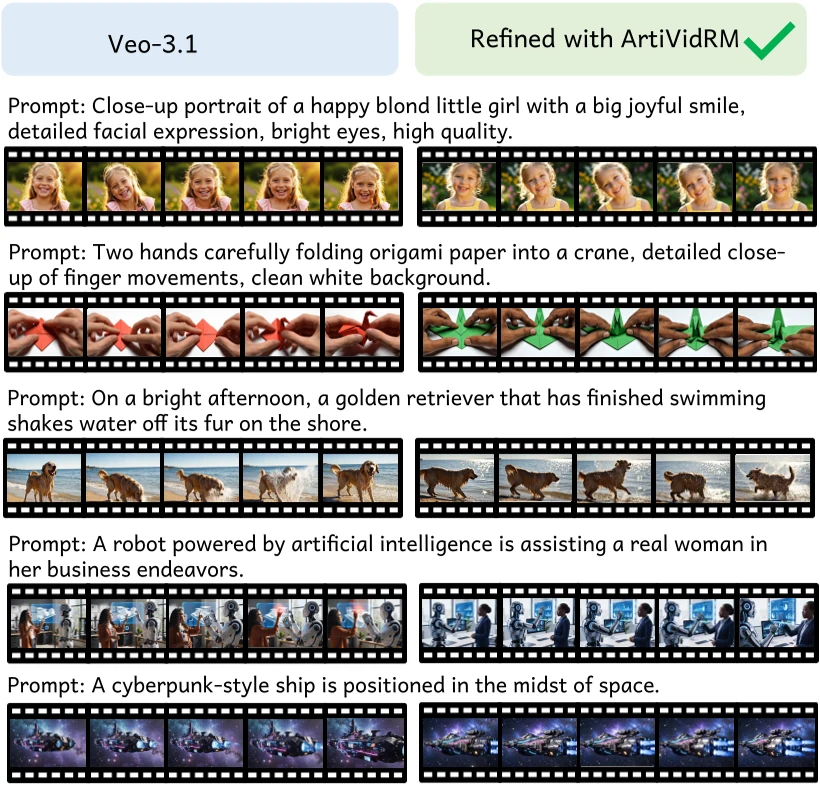 Veo-3.1
Refined with ArtiVidRM
Prompt: Close-up portrait of a happy blond little girl with a big joyful smile,
detailed facial expression, bright eyes, high quality.
Prompt: Two hands carefully folding origami paper into a crane, detailed close-
up of finger movements, clean white background.
Prompt: On a bright afternoon, a golden retriever that has finished swimming
shakes water off its fur on the shore.
Prompt: A robot powered by artificial intelligence is assisting a real woman in
her business endeavors.
Prompt: A cyberpunk-style ship is positioned in the midst of space.